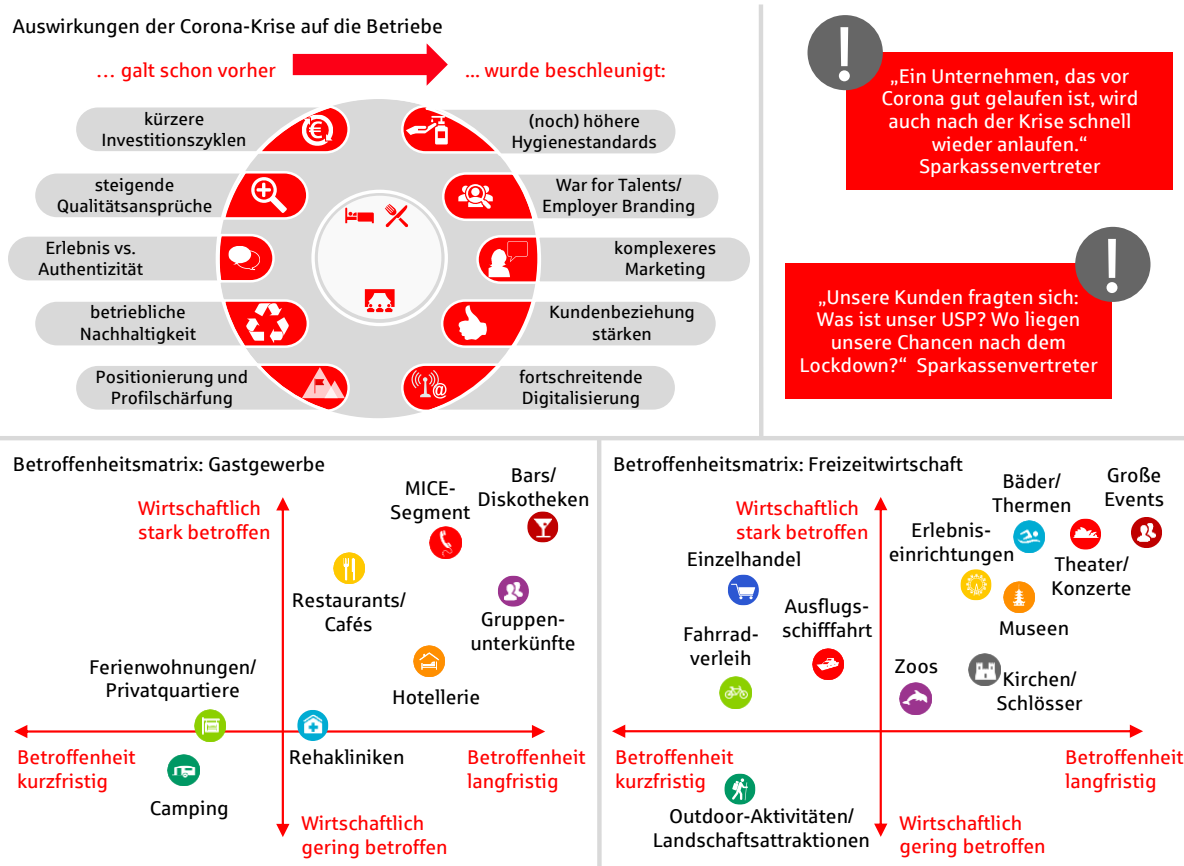 Auswirkungen der Corona-Krise auf die Betriebe
… galt schon vorher
... wurde beschleunigt:
kürzere
Investitionszyklen
(noch) höhere
Hygienestandards
steigende
Qualitätsansprüche
War for Talents/
Employer Branding
Erlebnis vs.
Authentizität
komplexeres
Marketing
betriebliche
Nachhaltigkeit
Kundenbeziehung
stärken
Positionierung und
Profilschärfung
fortschreitende
Digitalisierung
€
@
!
„Ein Unternehmen, das vor
Corona gut gelaufen ist, wird
auch nach der Krise schnell
wieder anlaufen.“
Sparkassenvertreter
!
„Unsere Kunden fragten sich:
Was ist unser USP? Wo liegen
unsere Chancen nach dem
Lockdown?“ Sparkassenvertreter
Betroffenheitsmatrix: Gastgewerbe
Wirtschaftlich
stark betroffen
MICE-
Segment
Bars/
Diskotheken
Restaurants/
Cafés
Gruppen-
unterkünfte
Ferienwohnungen/
Privatquartiere
Hotellerie
Betroffenheit
kurzfristig
Rehakliniken
Betroffenheit
langfristig
Camping
Wirtschaftlich
gering betroffen
Betroffenheitsmatrix: Freizeitwirtschaft
Wirtschaftlich
stark betroffen
Bäder/
Thermen
Große
Events
Erlebnis-
einrichtungen
Einzelhandel
Theater/
Konzerte
Ausflugs-
schifffahrt
Museen
Fahrrad-
verleih
Zoos
Kirchen/
Schlösser
Betroffenheit
kurzfristig
Betroffenheit
langfristig
Outdoor-Aktivitäten/
Landschaftsattraktionen
Wirtschaftlich
gering betroffen